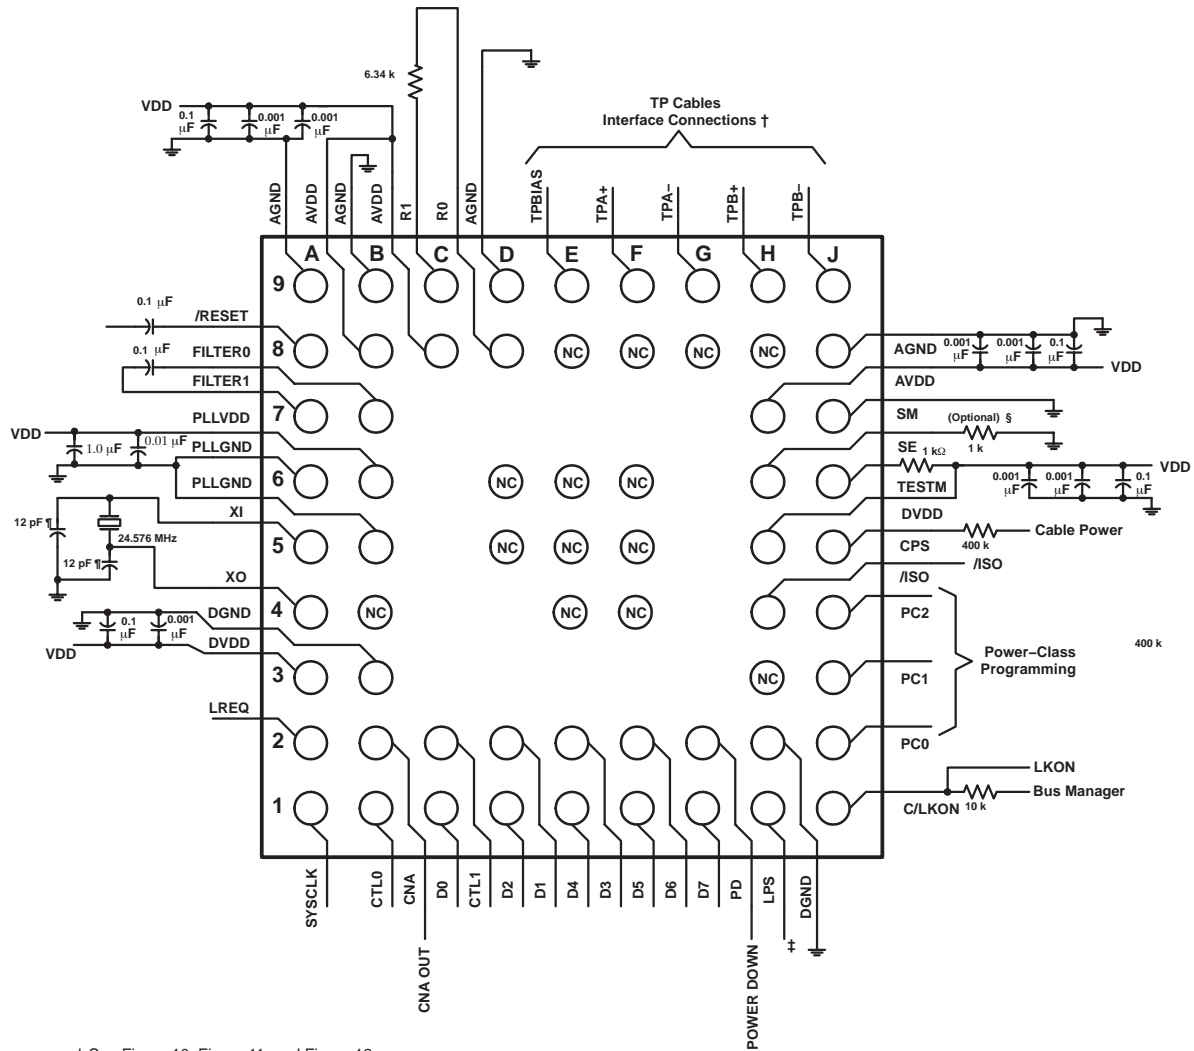 6.34 k
VDD
0.1 µF
0.001 µF
0.001 µF
TP Cables
Interface Connections †
AGND
AVDD
AGND
AVDD
R1
R0
AGND
TPBIAS
TPA+
TPA−
TPB+
TPB−
A B C D E F G H J
9
0.1 µF
/RESET
8
NC NC NC NC
AGND
0.001 µF
0.001 µF
0.1 µF
VDD
0.1 µF
FILTER0
FILTER1
7
AVDD
SM
(Optional) §
1 k
PLLVDD
VDD
1.0 µF
0.01 µF
PLLGND
6
NC NC NC
SE
1 kΩ
VDD
TESTM
0.001 µF
0.001 µF
0.1 µF
PLLGND
XI
12 pF ¶
24.576 MHz
12 pF ¶
5
NC NC NC
DVDD
CPS
400 k
Cable Power
/ISO
XO
4
NC NC NC
/ISO
PC2
DGND
0.1 µF
0.001 µF
DVDD
VDD
3
NC
PC1
Power−Class
Programming
400 k
LREQ
2
PC0
1
LKON
C/LKON
10 k
Bus Manager
SYSCLK
CTL0
CNA
D0
CTL1
D2
D1
D4
D3
D5
D6
D7
PD
LPS
DGND
CNA OUT
POWER DOWN
‡